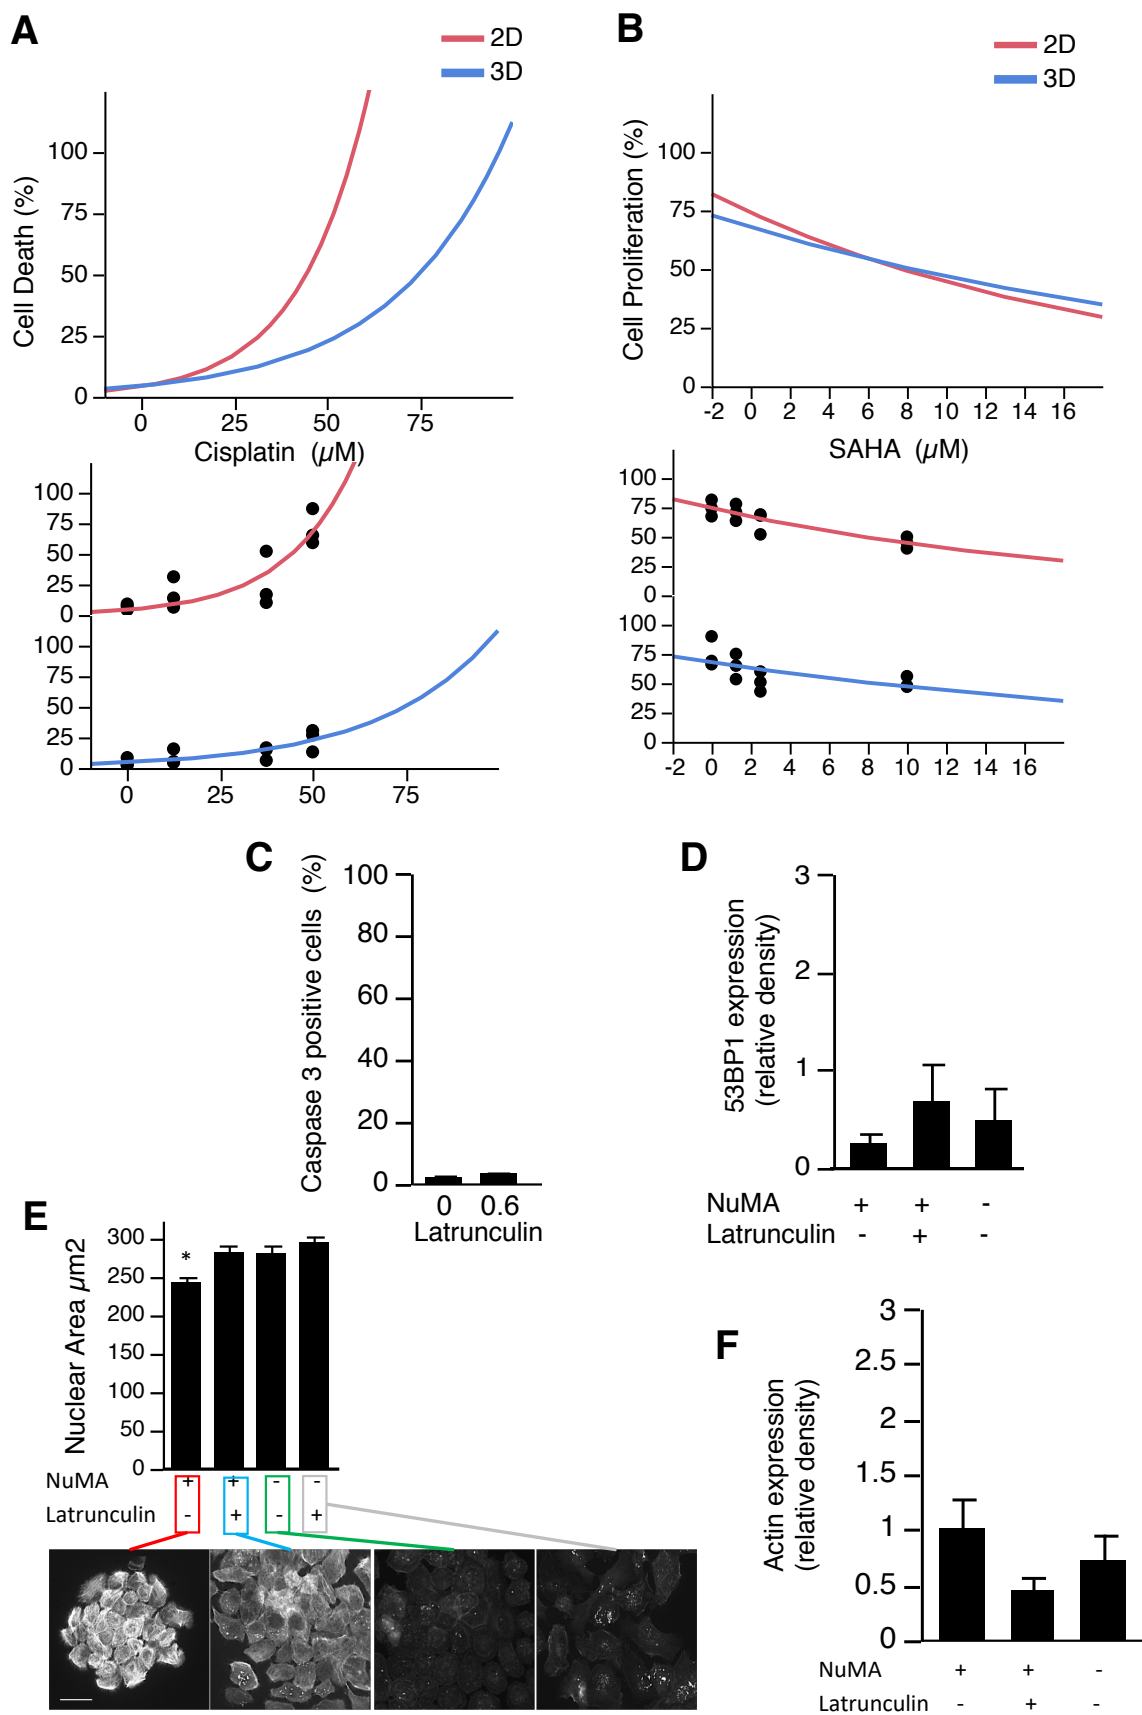 A
2D
3D
Cell Death (%)
100
75
50
25
0
0 25 50 75
Cisplatin (µM)
100
75
50
25
0
100
75
50
25
0
0 25 50 75
B
2D
3D
Cell Proliferation (%)
100
75
50
25
0
-2 0 2 4 6 8 10 12 14 16
SAHA (µM)
100
75
50
25
0
100
75
50
25
0
-2 0 2 4 6 8 10 12 14 16
C
Caspase 3 positive cells (%)
100
80
60
40
20
0
0 0.6
Latrunculin
D
53BP1 expression
(relative density)
3
2
1
0
NuMA + + -
Latrunculin - + -
E
Nuclear Area µm2
300
250
200
150
100
50
0
*
NuMA + + - -
Latrunculin - + - +
F
Actin expression
(relative density)
3
2.5
2
1.5
1
0.5
0
NuMA + + -
Latrunculin - + -